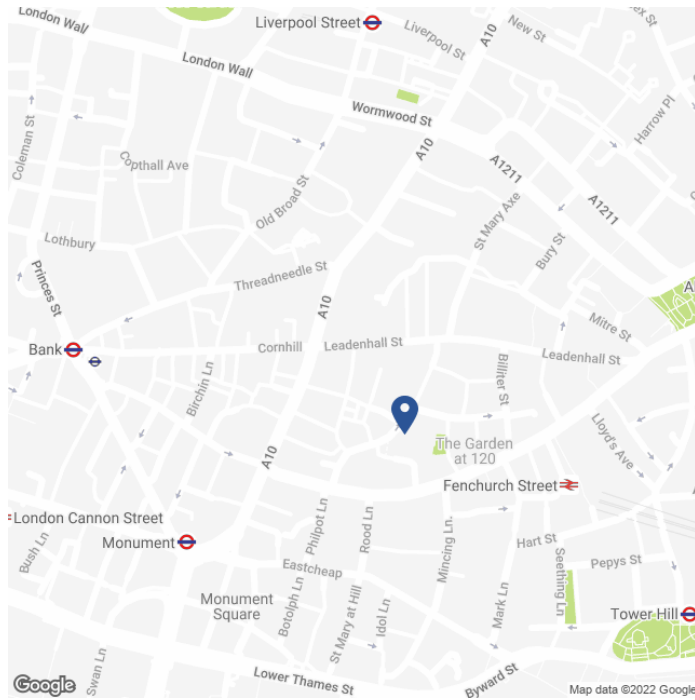 London Wall
Liverpool Street
Liverpool St
A10
New St
London Wall
Wormwood St
Harrow Pl
Coleman St
Copthall Ave
A10
A1211
A1211
Old Broad St
St Mary Axe
Bury St
Lothbury
Threadneedle St
Princes St
A10
Mitre St
Bank
Cornhill
Leadenhall St
Leadenhall St
Birchin Ln
Billiter St
Lloyd's Ave
The Garden
at 120
A10
Fenchurch Street
London Cannon Street
Philpot Ln
Rood Ln
Mincing Ln.
Monument
Bush Ln
Hart St
Eastcheap
Seething Ln
Pepys St
Monument
Square
Botolph Ln
St Mary at Hill
Idol Ln
Mark Ln
Tower Hill
Swan Ln
Lower Thames St
Byward St
Google
Map data ©2022 Google